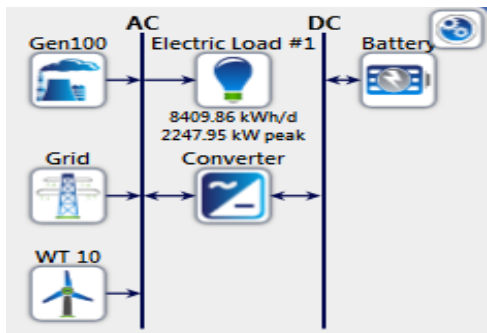 AC DC
Gen100 Electric Load #1 Battery
8409.86 kWh/d
2247.95 kW peak
Grid Converter
WT 10